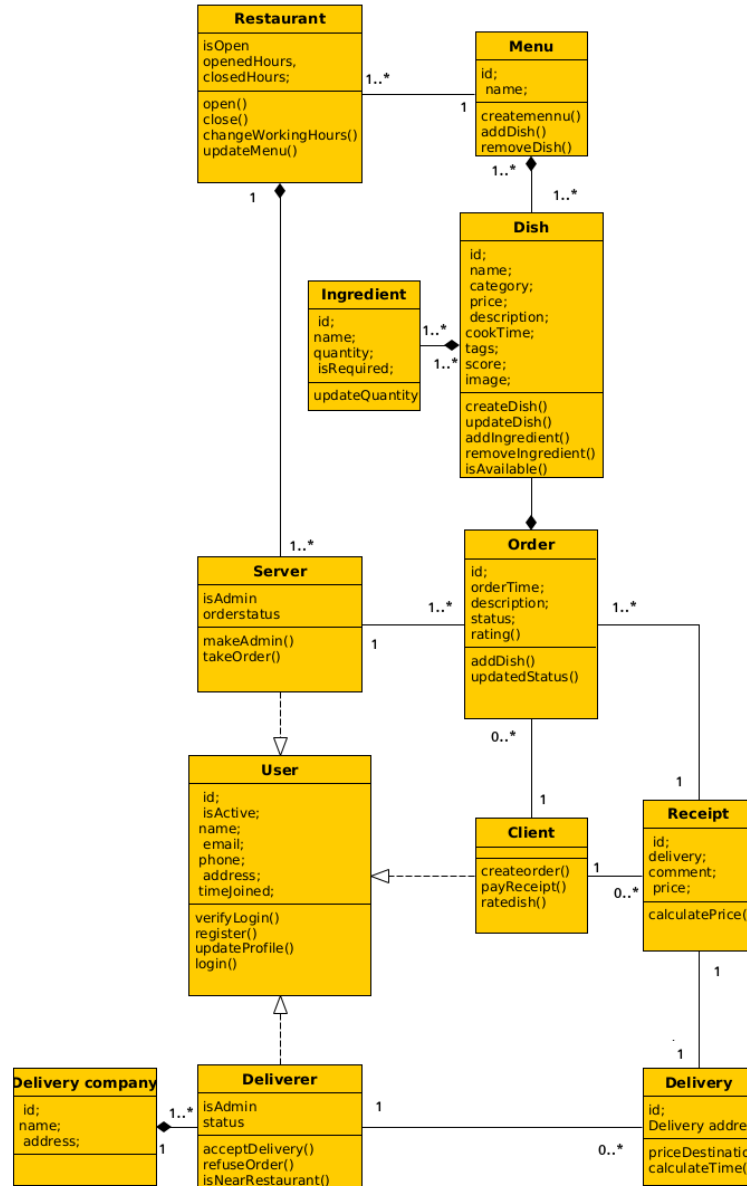 Restaurant
isOpen
openedHours,
closedHours;
open()
close()
changeWorkingHours()
updateMenu()
1..*
1
Menu
id;
name;
createmennu()
addDish()
removeDish()
1..*
1..*
1
Dish
id;
name;
category;
price;
description;
cookTime
tags;
score;
image;
createDish()
updateDish()
addIngredient()
removeIngredient()
isAvailable()
Ingredient
id;
name;
quantity;
isRequired;
updateQuantity
1..*
1..*
1..*
Server
isAdmin
orderstatus
makeAdmin()
takeOrder()
1..*
1
Order
id;
orderTime;
description;
status;
rating()
addDish()
updatedStatus()
1..*
0..*
1
1
User
id;
isActive;
name;
email;
phone;
address;
timeJoined;
verifyLogin()
register()
updateProfile()
login()
Client
createorder()
payReceipt()
ratedish()
1
0..*
Receipt
id;
delivery;
comment;
price;
calculatePrice(
1
1
Delivery company
id;
name;
address;
1..*
1
Deliverer
isAdmin
status
acceptDelivery()
refuseOrder()
isNearRestaurant()
1
0..*
Delivery
id;
Delivery addre
priceDestinatio
calculateTime(